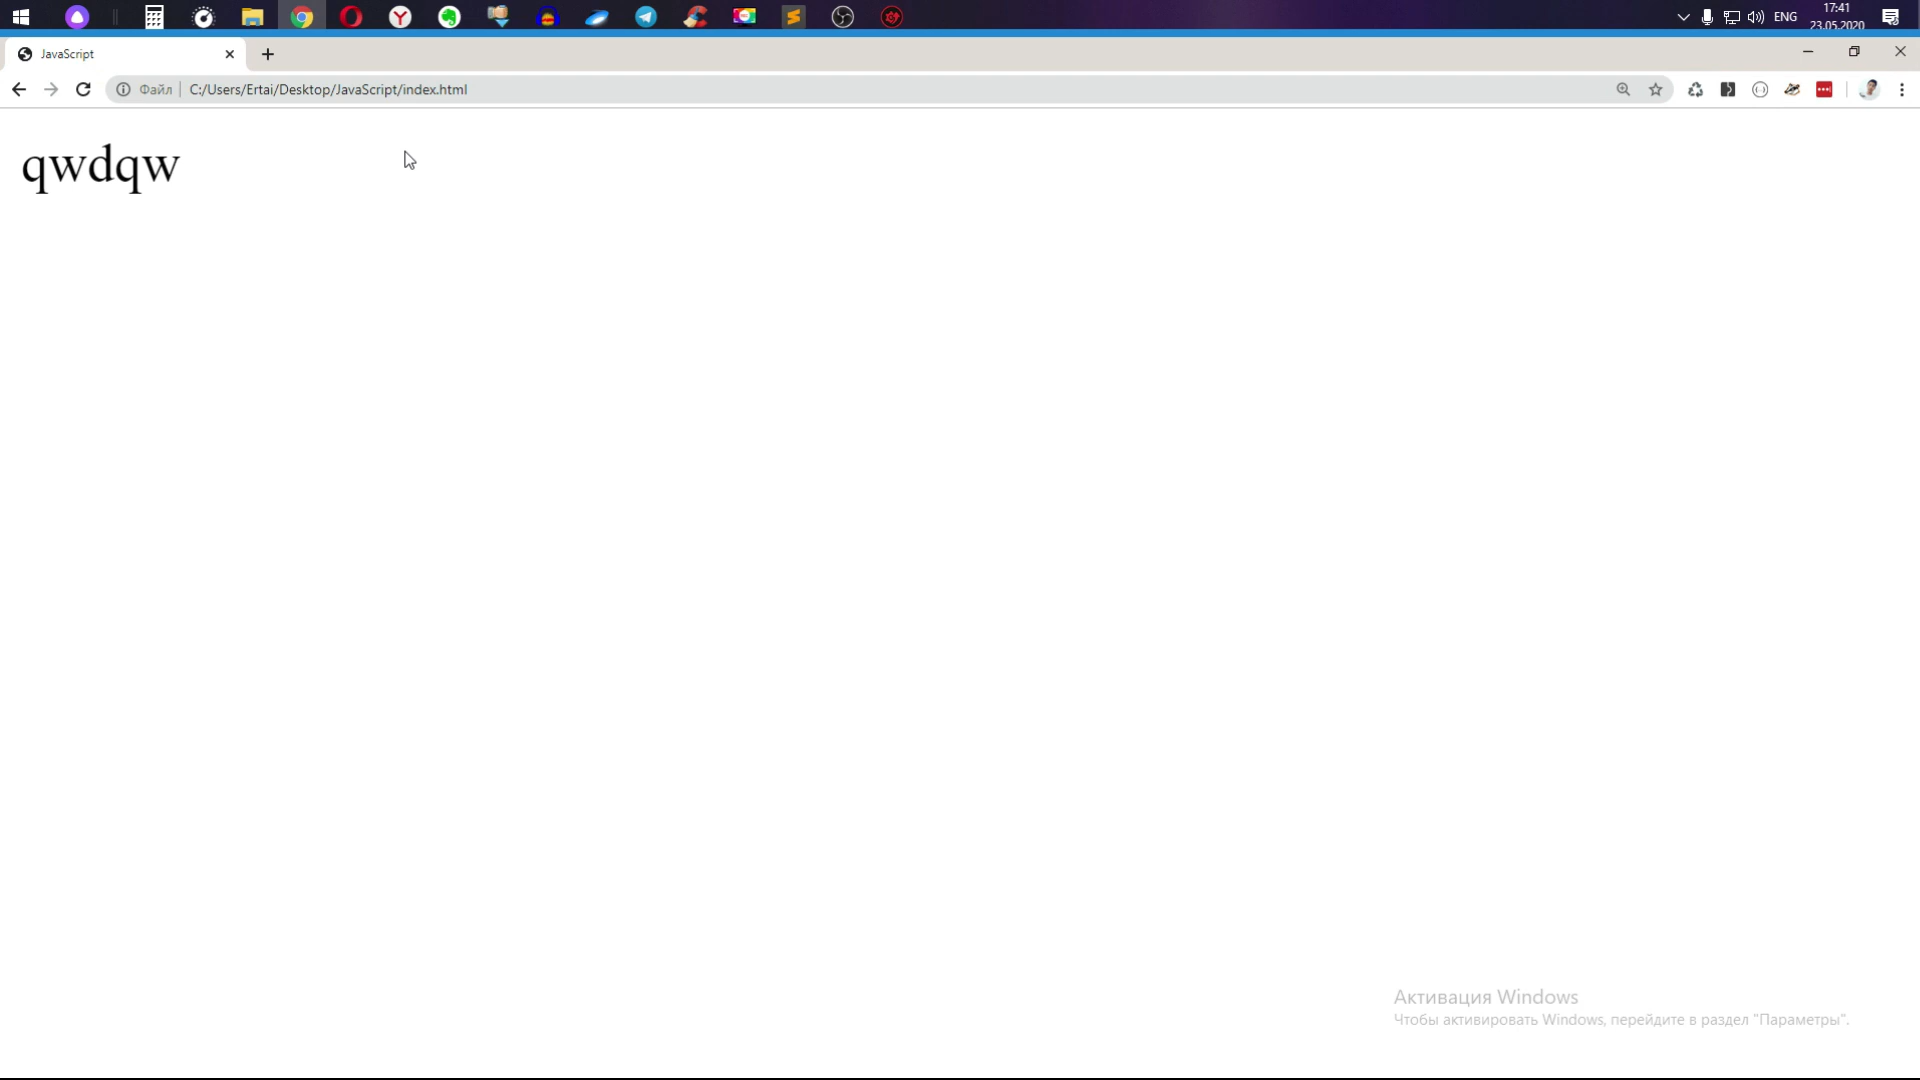 ENG
17:41
23.05.2020
JavaScript
Файл
C:/Users/Ertai/Desktop/JavaScript/index.html
qwdqw
Активация Windows
Чтобы активировать Windows, перейдите в раздел "Параметры".